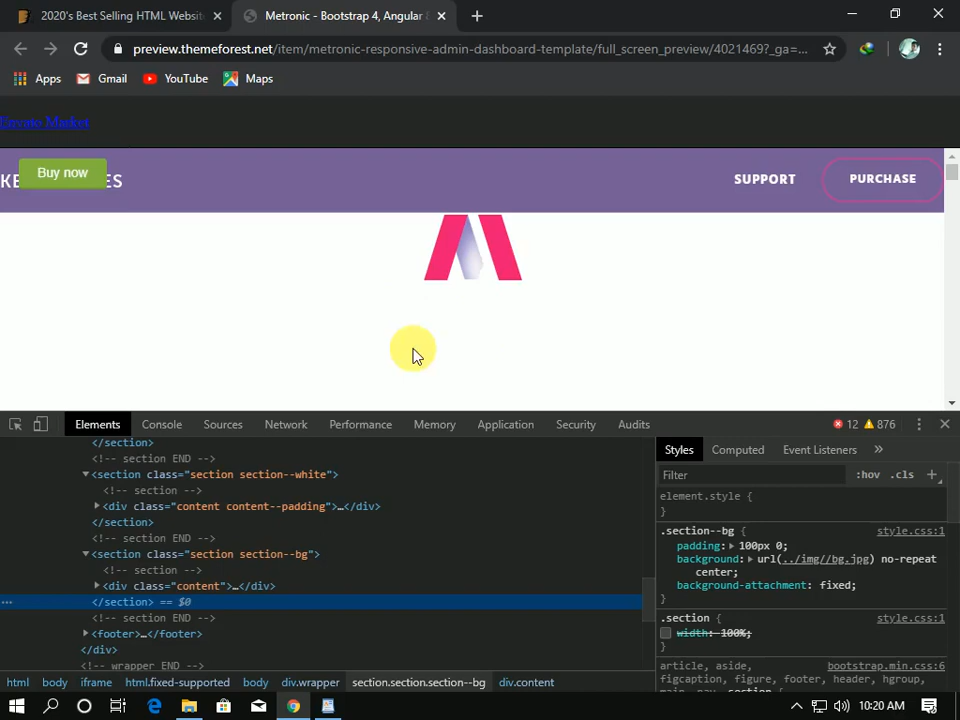 2020's Best Selling HTML Websit
Metronic - Bootstrap 4, Angular 8
preview.themeforest.net/item/metronic-responsive-admin-dashboard-template/full_screen_preview/4021469?_ga=...
Apps
Gmail
YouTube
Maps
Envato Market
Buy now
SUPPORT
PURCHASE
Elements
Console
Sources
Network
Performance
Memory
Application
Security
Audits
12
876
</section>
<!-- section END -->
<section class="section section--white">
<!-- section -->
<div class="content content--padding">…</div>
</section>
<!-- section END -->
<section class="section section--bg">
<!-- section -->
<div class="content">…</div>
</section> == $0
<!-- section END -->
<footer>…</footer>
</div>
<!-- wrapper END -->
html
body
iframe
html.fixed-supported
body
div.wrapper
section.section.section--bg
div.content
Styles
Computed
Event Listeners
»
Filter
:hov
.cls
+
element.style {
}
.section--bg {
style.css:1
padding: 100px 0;
background: url(../img//bg.jpg) no-repeat
center;
background-attachment: fixed;
}
.section {
style.css:1
width: 100%;
}
article, aside,
bootstrap.min.css:6
figcaption, figure, footer, header, hgroup,
main, nav, section {
10:20 AM